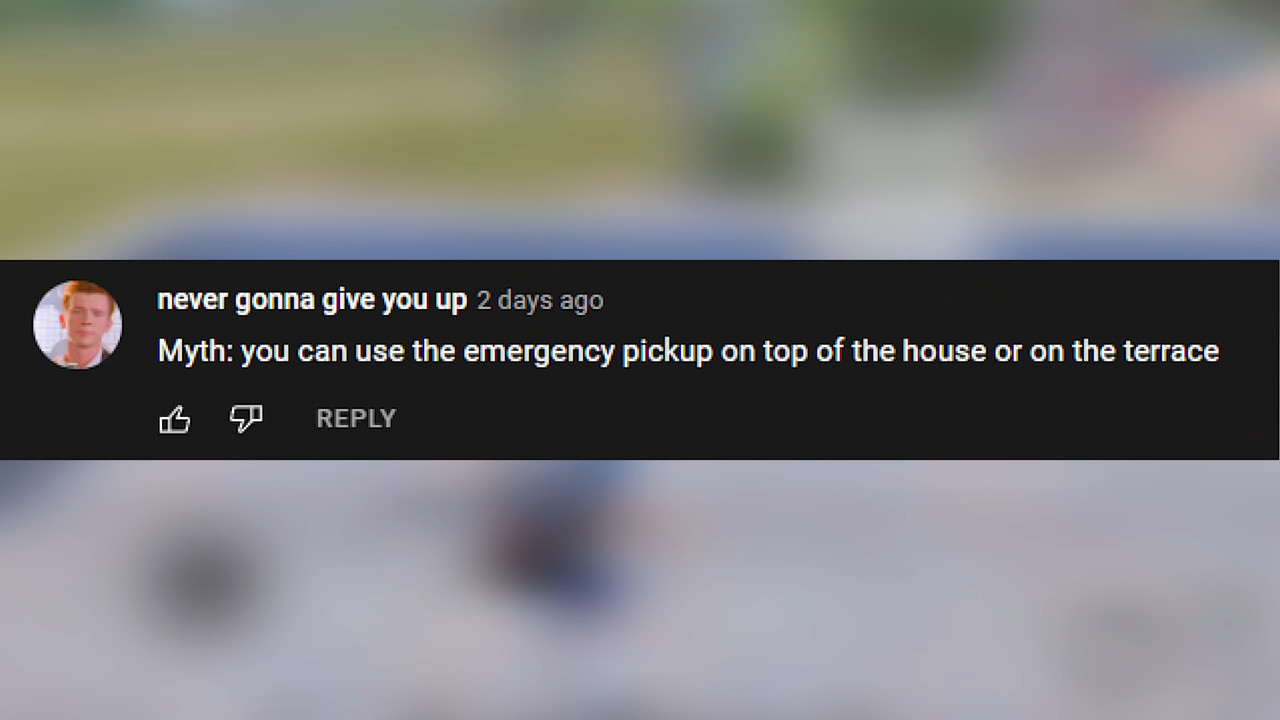 never gonna give you up 2 days ago
Myth: you can use the emergency pickup on top of the house or on the terrace
REPLY